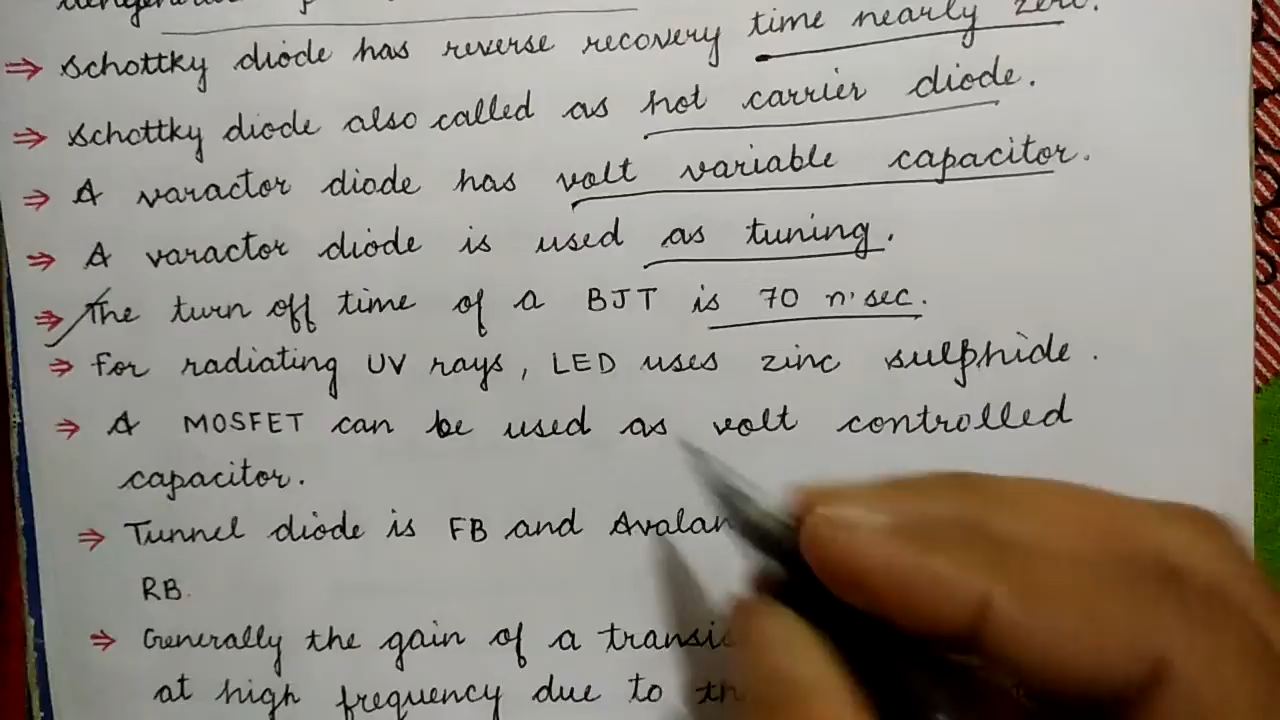 ⇒ Schottky diode has reverse recovery time nearly zero.
⇒ Schottky diode also called as hot carrier diode.
⇒ A varactor diode has volt variable capacitor.
⇒ A varactor diode is used as tuning.
⇒ The turn off time of a BJT is 70 n.sec.
⇒ For radiating UV rays, LED uses zinc sulphide.
⇒ A MOSFET can be used as volt controlled
capacitor.
⇒ Tunnel diode is FB and
RB.
⇒ Generally the gain of a
at high frequency due to